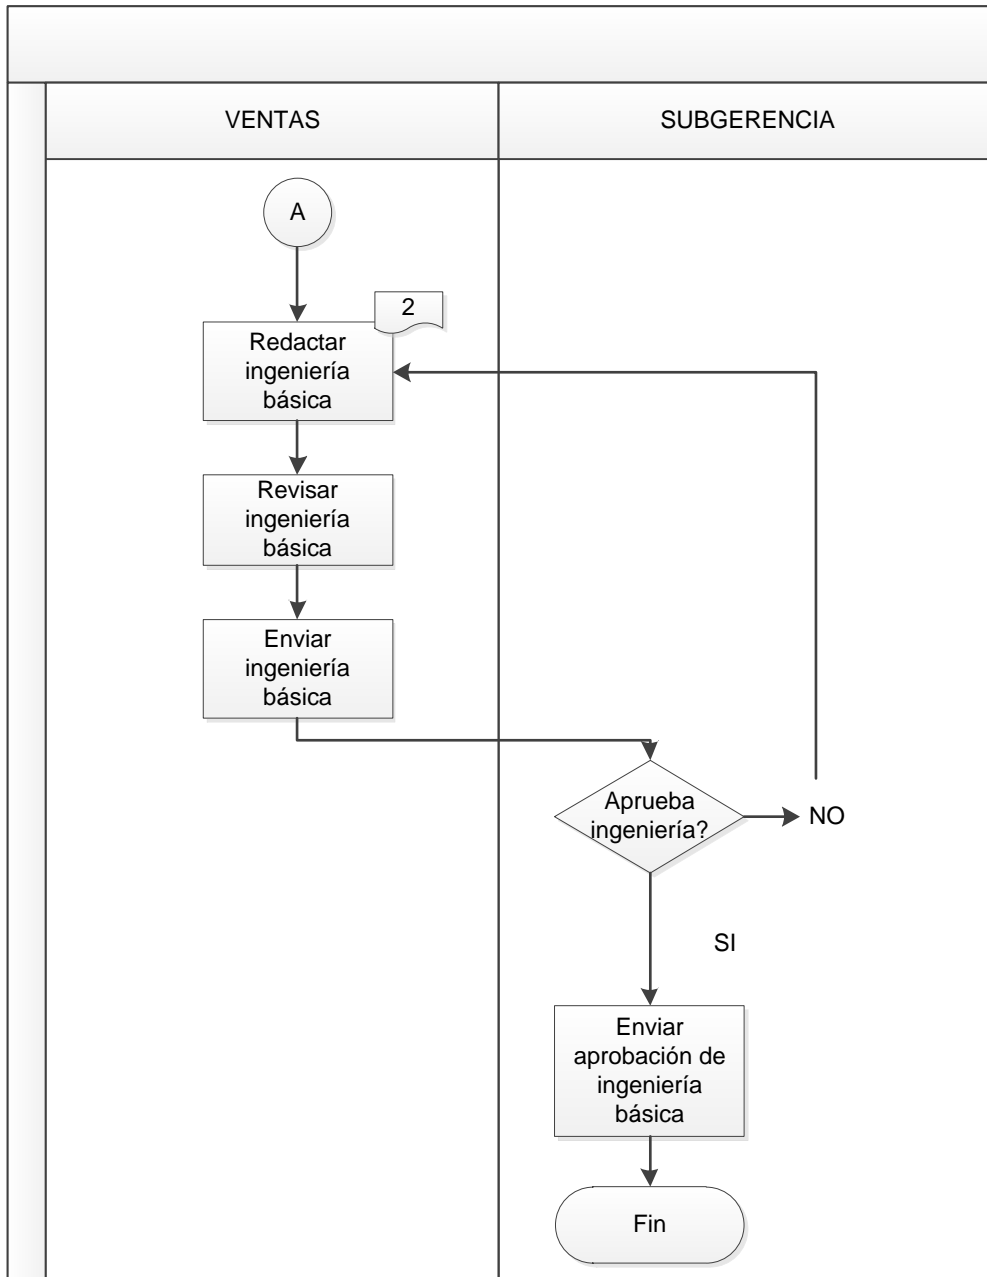 VENTAS
SUBGERENCIA
A
2
Redactar
ingeniería
básica
Revisar
ingeniería
básica
Enviar
ingeniería
básica
Aprueba
ingeniería?
NO
SI
Enviar
aprobación de
ingeniería
básica
Fin